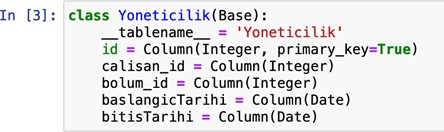 In [3]: class Yoneticilik(Base):
    __tablename__ = 'Yoneticilik'
    id = Column(Integer, primary_key=True)
    calisan_id = Column(Integer)
    bolum_id = Column(Integer)
    baslangicTarihi = Column(Date)
    bitisTarihi = Column(Date)